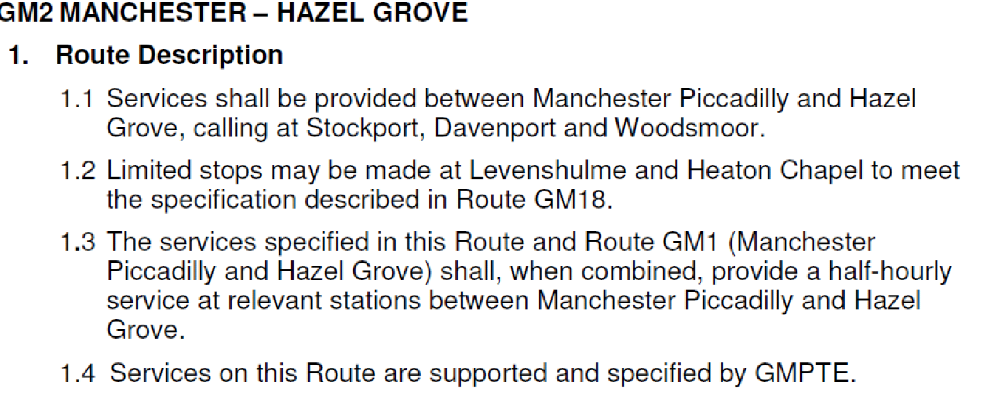 GM2 MANCHESTER – HAZEL GROVE
1. Route Description
1.1 Services shall be provided between Manchester Piccadilly and Hazel
Grove, calling at Stockport, Davenport and Woodsmoor.
1.2 Limited stops may be made at Levenshulme and Heaton Chapel to meet
the specification described in Route GM18.
1.3 The services specified in this Route and Route GM1 (Manchester
Piccadilly and Hazel Grove) shall, when combined, provide a half-hourly
service at relevant stations between Manchester Piccadilly and Hazel
Grove.
1.4 Services on this Route are supported and specified by GMPTE.